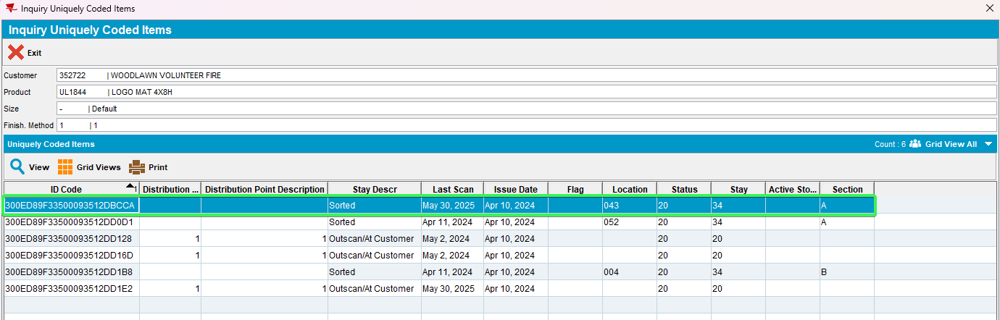 Inquiry Uniquely Coded Items
Inquiry Uniquely Coded Items
Exit
Customer 352722 | WOODLAWN VOLUNTEER FIRE
Product UL1844 | LOGO MAT 4X8H
Size - | Default
Finish. Method 1 | 1
Uniquely Coded Items Count : 6 Grid View All
View Grid Views Print
ID Code 1 Distribution ... Distribution Point Description Stay Descr Last Scan Issue Date Flag Location Status Stay Active Sto... Section
300ED89F33500093512DBCCA Sorted May 30, 2025 Apr 10, 2024 043 20 34 A
300ED89F33500093512DD0D1 Sorted Apr 11, 2024 Apr 10, 2024 052 20 34 A
300ED89F33500093512DD128 1 1 Outscan/At Customer May 2, 2024 Apr 10, 2024 20 20
300ED89F33500093512DD16D 1 1 Outscan/At Customer May 2, 2024 Apr 10, 2024 20 20
300ED89F33500093512DD1B8 Sorted Apr 11, 2024 Apr 10, 2024 004 20 34 B
300ED89F33500093512DD1E2 1 1 Outscan/At Customer May 30, 2025 Apr 10, 2024 20 20